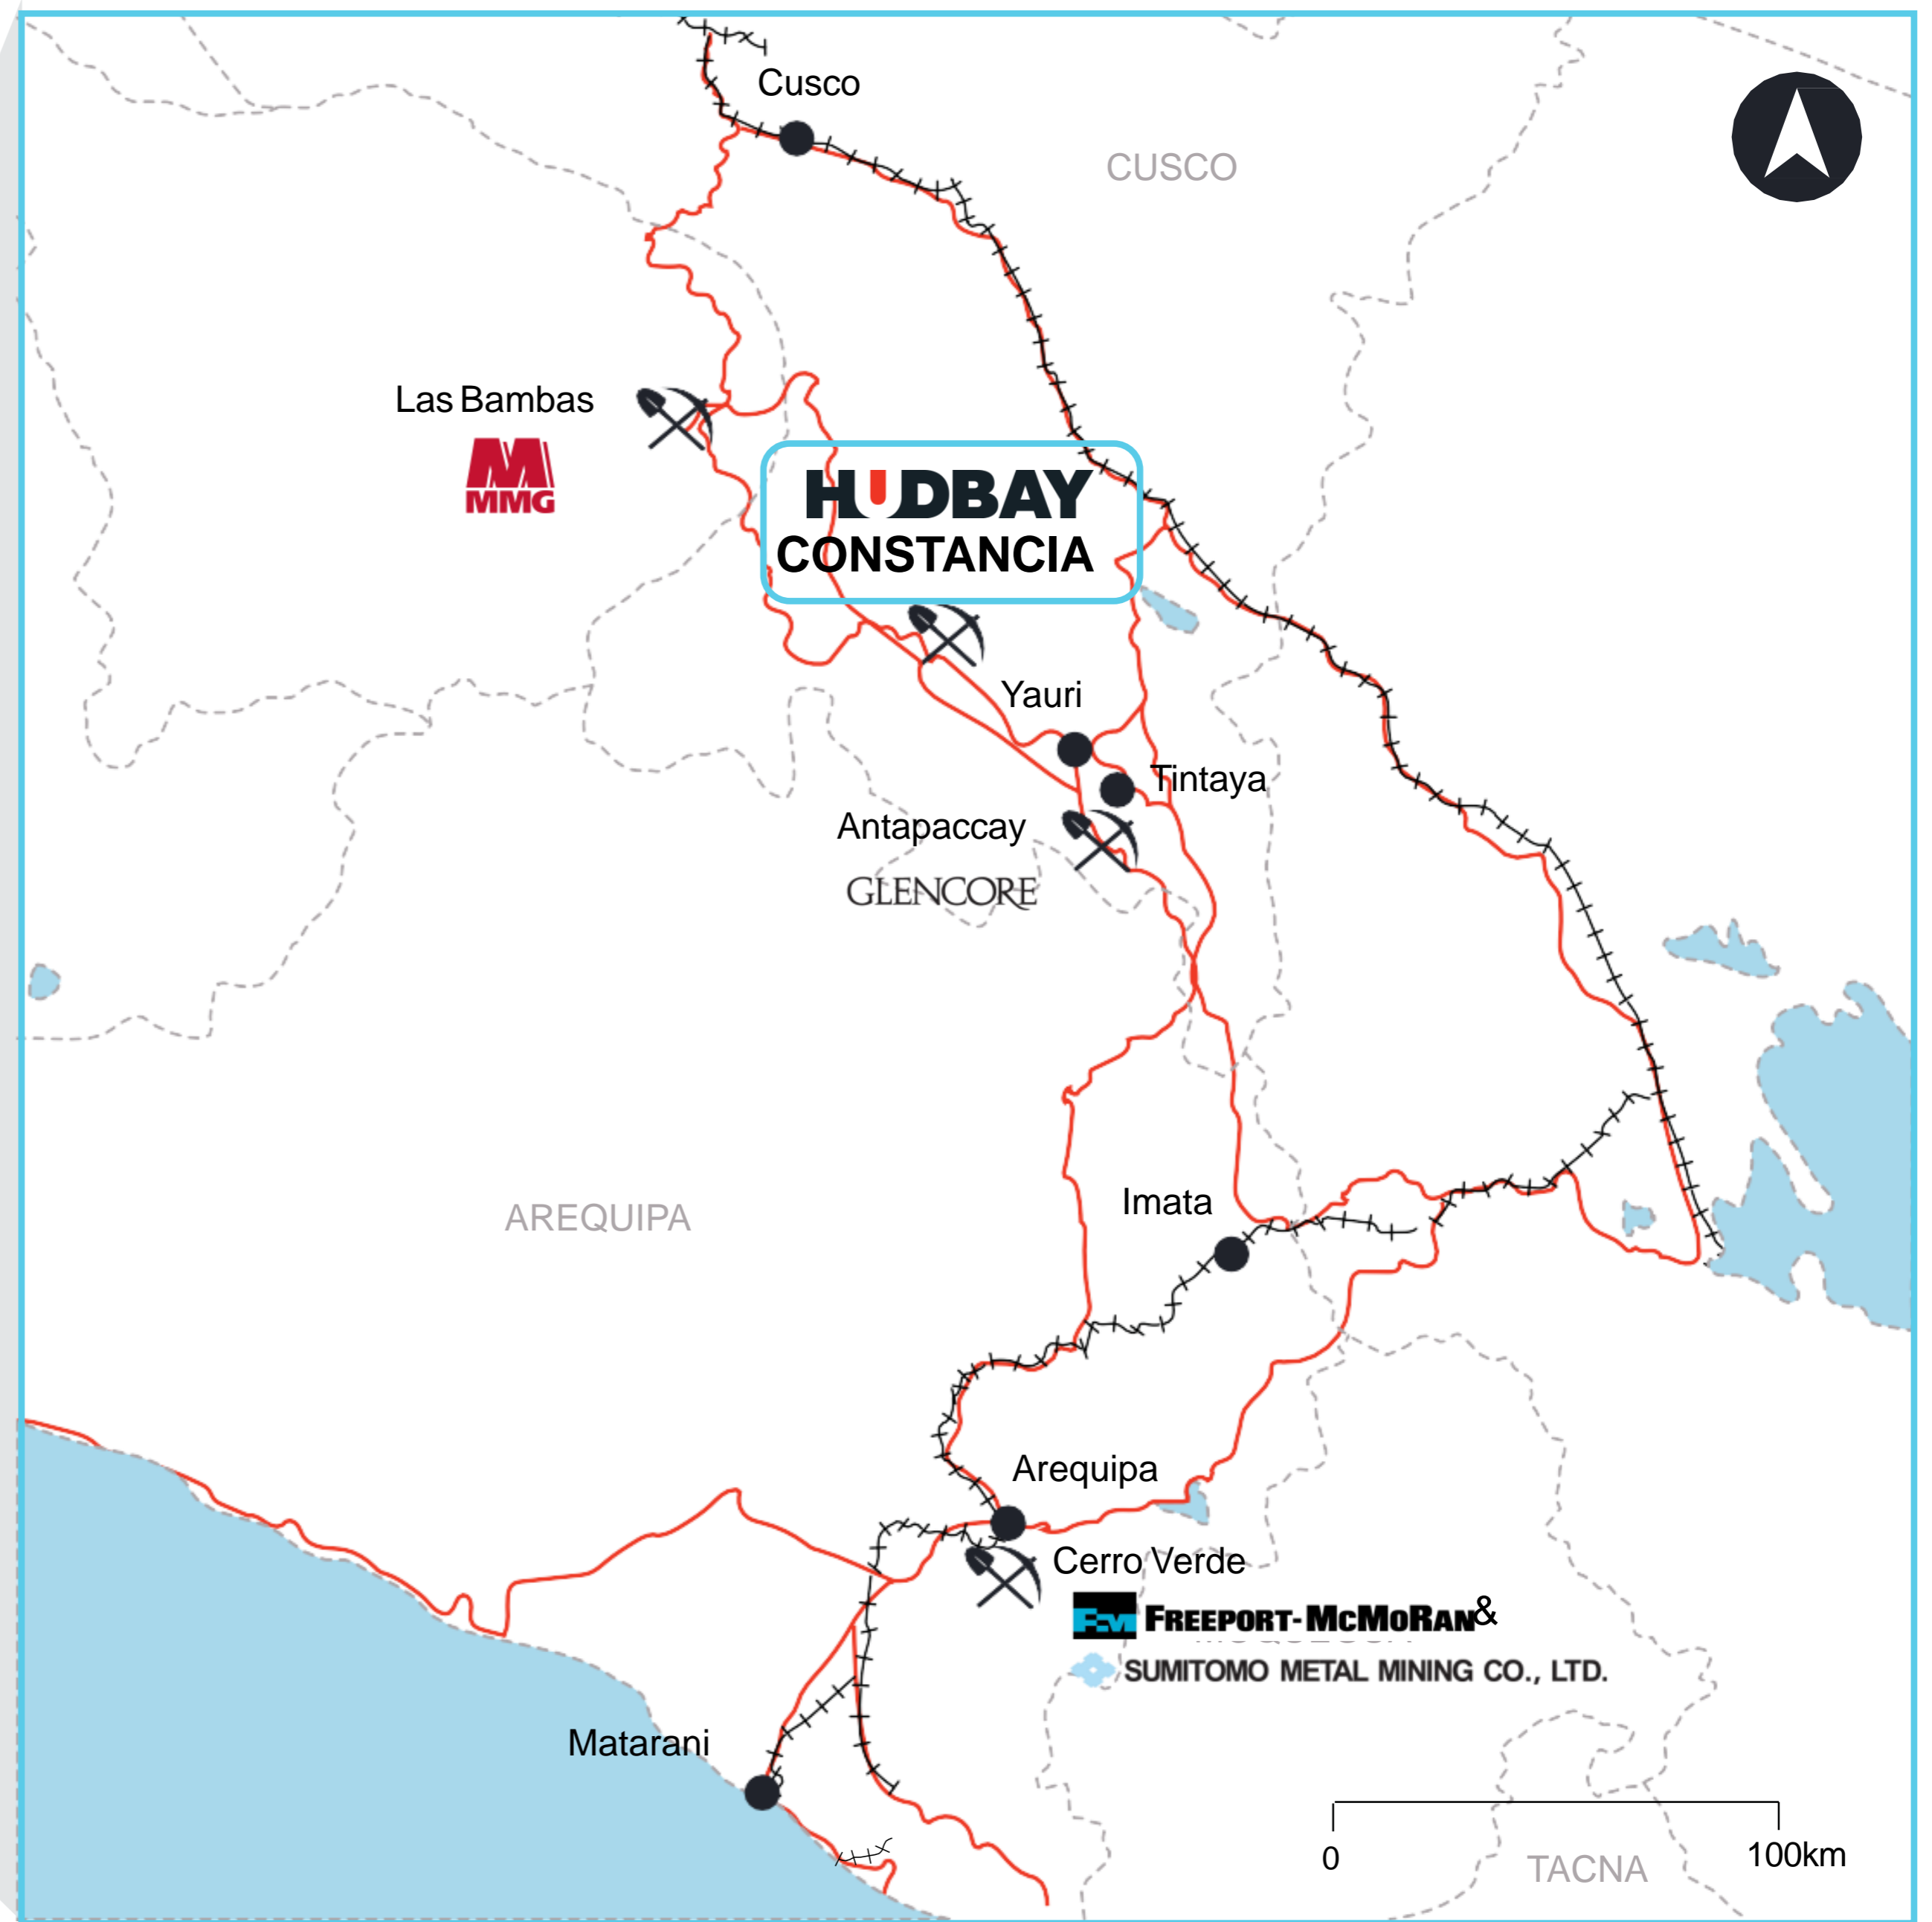 Cusco
CUSCO
Las Bambas
MMG
HUDBAY
CONSTANCIA
Yauri
Tintaya
Antapaccay
GLENCORE
Imata
AREQUIPA
Arequipa
Cerro Verde
FREEPORT-MCMORAN &
SUMITOMO METAL MINING CO., LTD.
Matarani
0
100km
TACNA